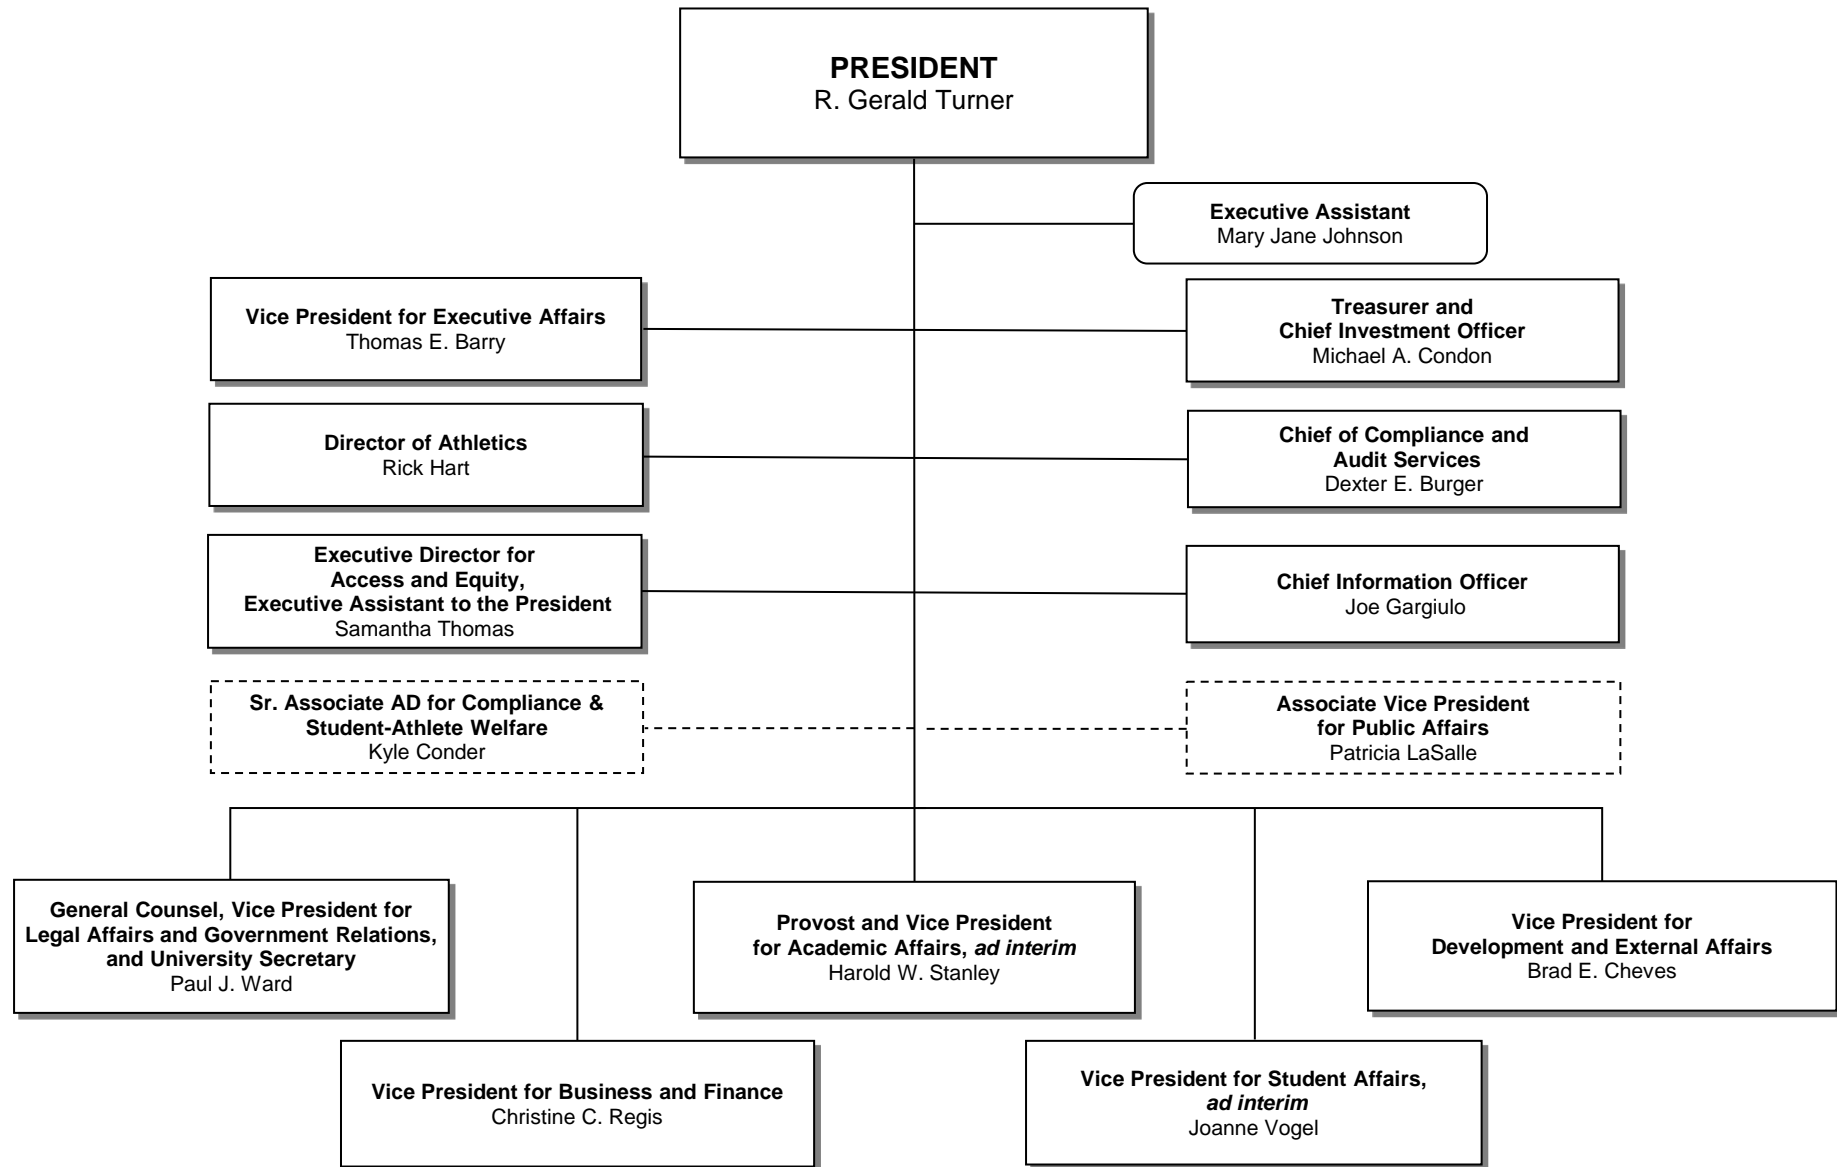 PRESIDENT
R. Gerald Turner
Executive Assistant
Mary Jane Johnson
Vice President for Executive Affairs
Thomas E. Barry
Treasurer and
Chief Investment Officer
Michael A. Condon
Director of Athletics
Rick Hart
Chief of Compliance and
Audit Services
Dexter E. Burger
Executive Director for
Access and Equity,
Executive Assistant to the President
Samantha Thomas
Chief Information Officer
Joe Gargiulo
Sr. Associate AD for Compliance &
Student-Athlete Welfare
Kyle Conder
Associate Vice President
for Public Affairs
Patricia LaSalle
General Counsel, Vice President for
Legal Affairs and Government Relations,
and University Secretary
Paul J. Ward
Provost and Vice President
for Academic Affairs, ad interim
Harold W. Stanley
Vice President for
Development and External Affairs
Brad E. Cheves
Vice President for Business and Finance
Christine C. Regis
Vice President for Student Affairs,
ad interim
Joanne Vogel